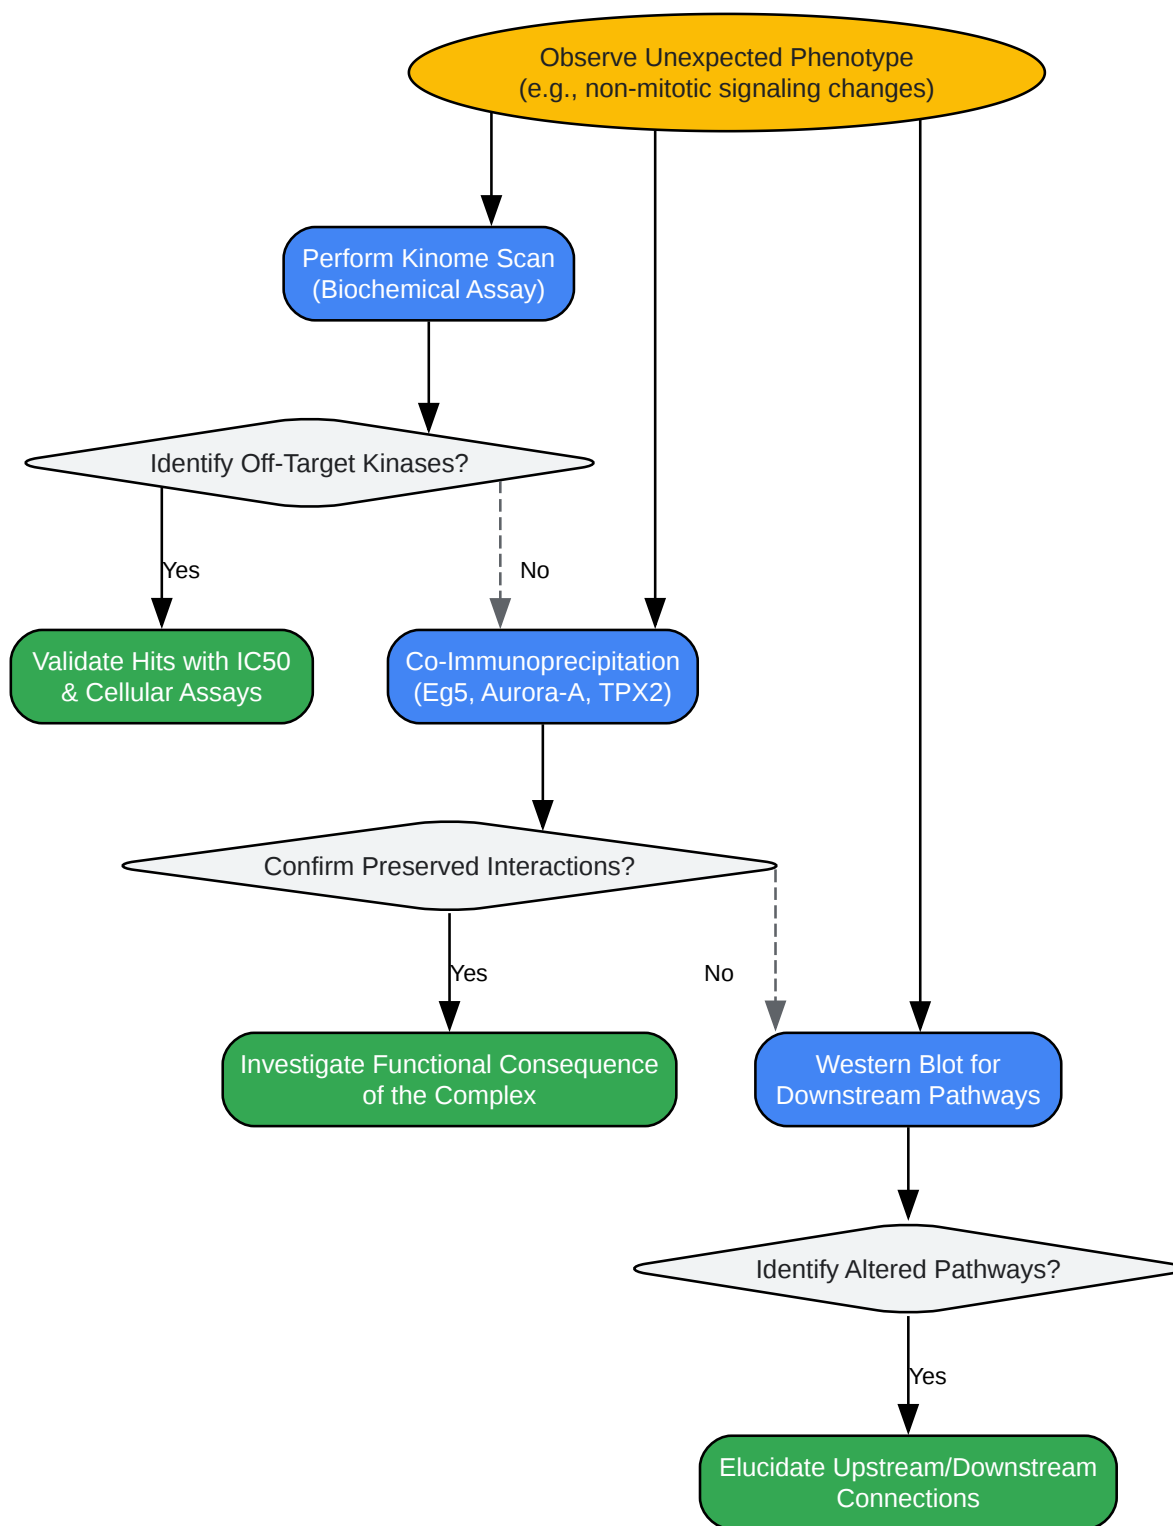 Observe Unexpected Phenotype
(e.g., non-mitotic signaling changes)
Perform Kinome Scan
(Biochemical Assay)
Identify Off-Target Kinases?
Yes
No
Validate Hits with IC50
& Cellular Assays
Co-Immunoprecipitation
(Eg5, Aurora-A, TPX2)
Confirm Preserved Interactions?
Yes
No
Investigate Functional Consequence
of the Complex
Western Blot for
Downstream Pathways
Identify Altered Pathways?
Yes
Elucidate Upstream/Downstream
Connections